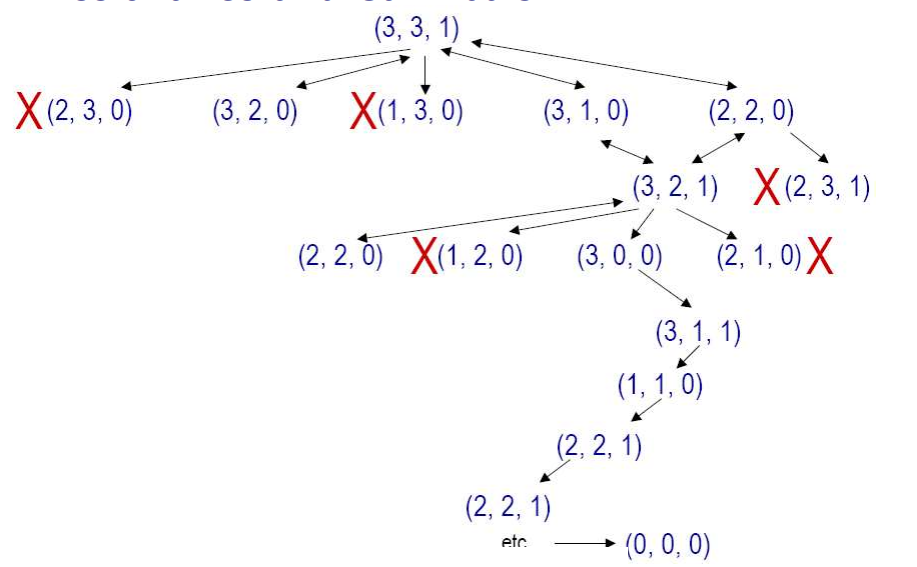 (3, 3, 1)
X (2, 3, 0) (3, 2, 0) X (1, 3, 0) (3, 1, 0) (2, 2, 0)
(3, 2, 1) X (2, 3, 1)
(2, 2, 0) X (1, 2, 0) (3, 0, 0) (2, 1, 0) X
(3, 1, 1)
(1, 1, 0)
(2, 2, 1)
(2, 2, 1)
etc (0, 0, 0)